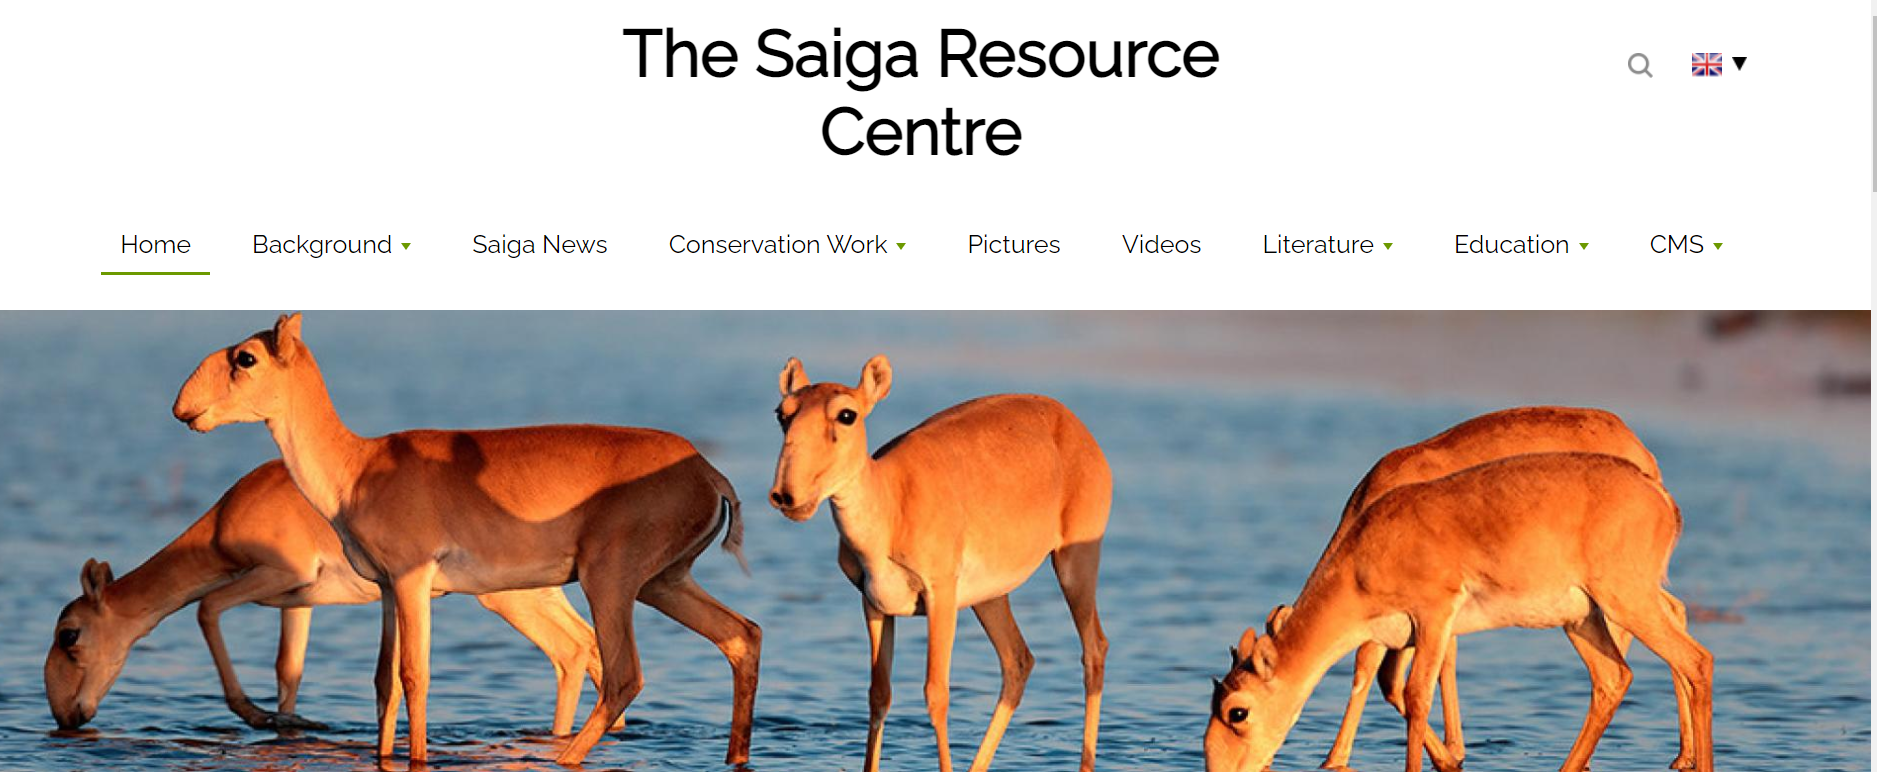 The Saiga Resource
Centre
Home Background Saiga News Conservation Work Pictures Videos Literature Education CMS